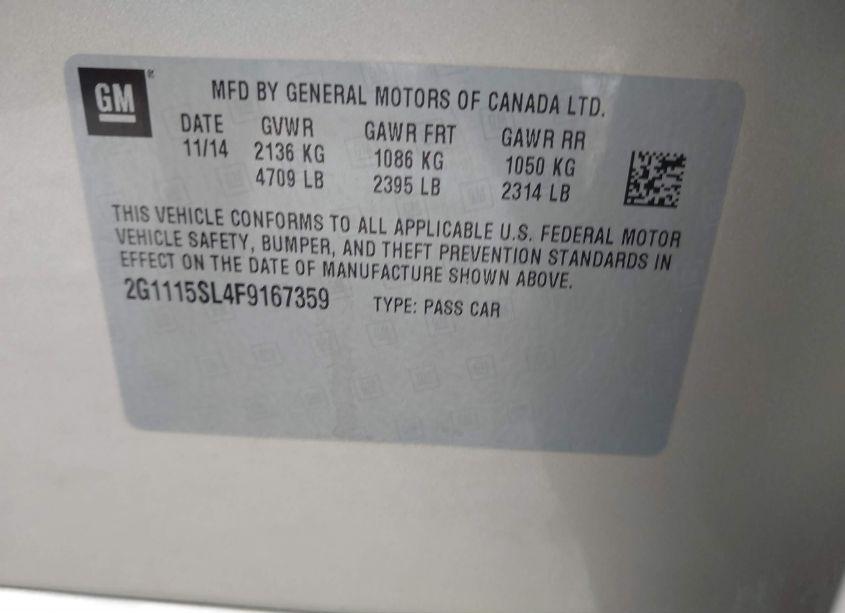 GM
MFD BY GENERAL MOTORS OF CANADA LTD.
DATE GVWR GAWR FRT GAWR RR
11/14 2136 KG 1086 KG 1050 KG
4709 LB 2395 LB 2314 LB
THIS VEHICLE CONFORMS TO ALL APPLICABLE U.S. FEDERAL MOTOR
VEHICLE SAFETY, BUMPER, AND THEFT PREVENTION STANDARDS IN
EFFECT ON THE DATE OF MANUFACTURE SHOWN ABOVE.
2G1115SL4F9167359 TYPE: PASS CAR